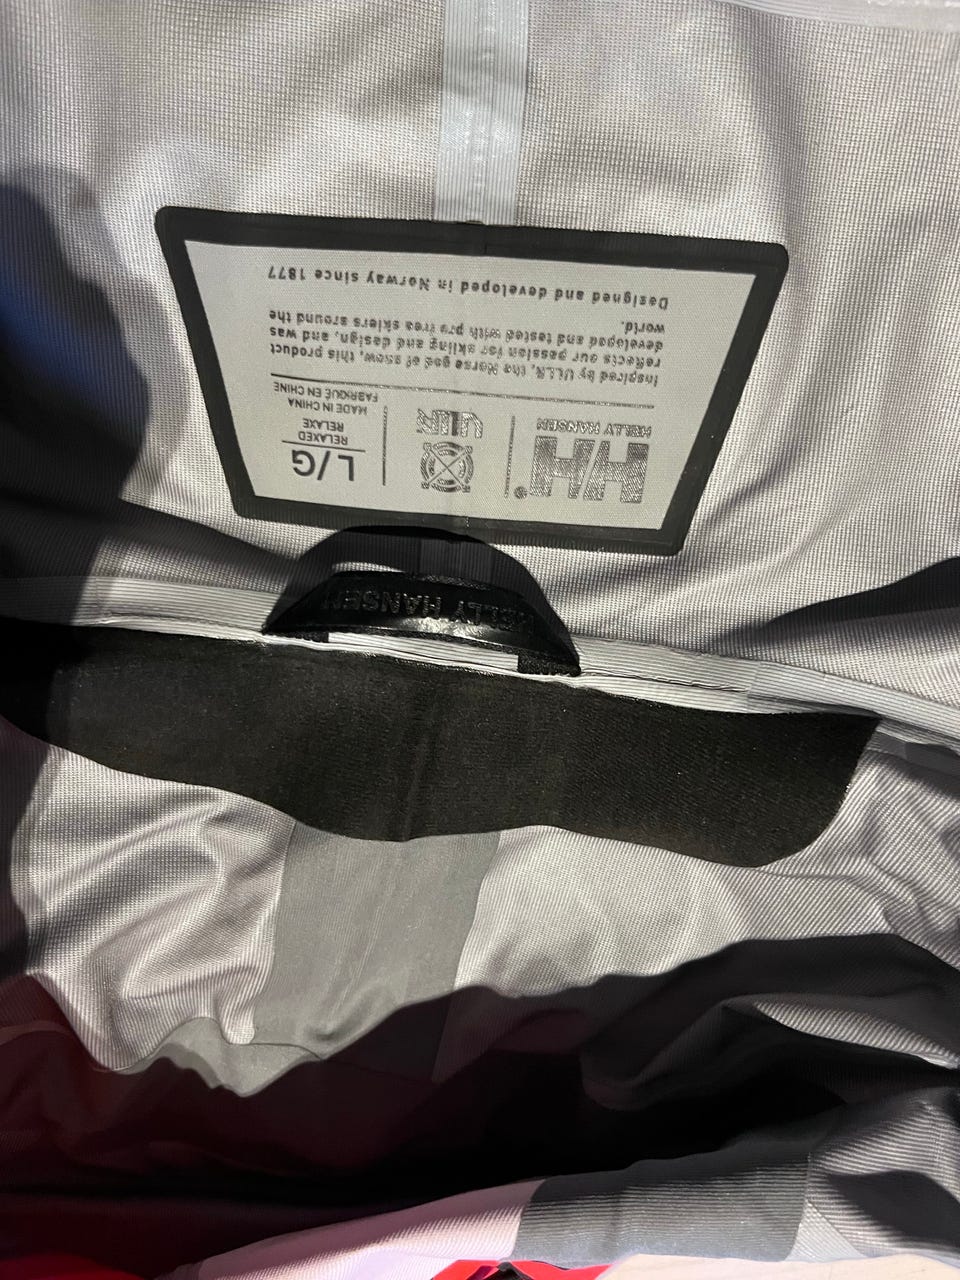 HELLY HANSEN
HH®
HELLY HANSEN
ULLR
L/G
RELAXED
RELAXE
MADE IN CHINA
FABRIQUÉ EN CHINE
Inspired by ULLR, the Norse god of snow, this product
reflects our passion for skiing and design, and was
developed and tested with pro free skiers around the
world.
Designed and developed in Norway since 1877